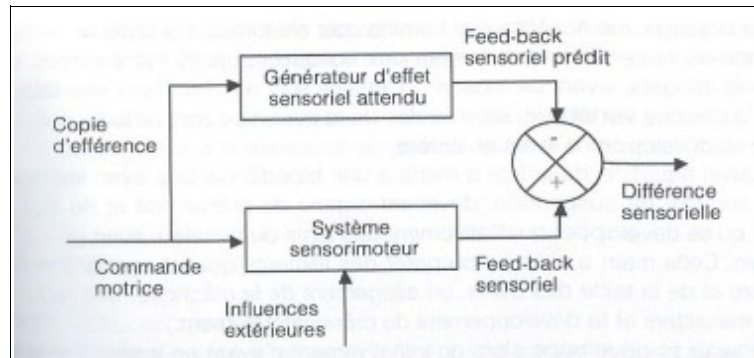 Feed-back
sensoriel prédit
Générateur d'effet
sensoriel attendu
Copie
d'efférence
-
+
Différence
sensorielle
Système
sensorimoteur
Commande
motrice
Feed-back
sensoriel
Influences
extérieures